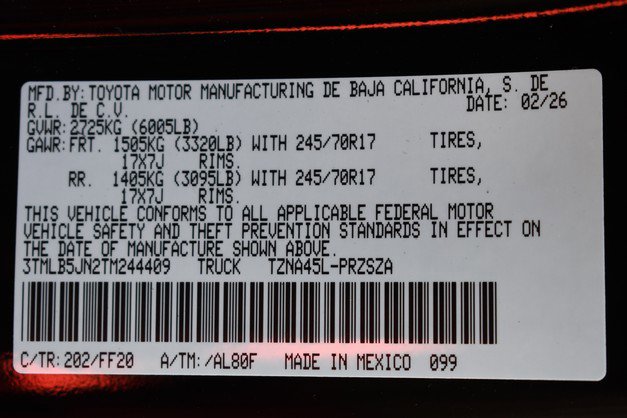 MFD.BY:TOYOTA MOTOR MANUFACTURING DE BAJA CALIFORNIA, S. DE
R.L. DE C.V. DATE: 02/26
GVWR:2725KG (6005LB)
GAWR:FRT. 1505KG (3320LB) WITH 245/70R17 TIRES,
17X7J RIMS.
RR. 1405KG (3095LB) WITH 245/70R17 TIRES,
17X7J RIMS.
THIS VEHICLE CONFORMS TO ALL APPLICABLE FEDERAL MOTOR
VEHICLE SAFETY AND THEFT PREVENTION STANDARDS IN EFFECT ON
THE DATE OF MANUFACTURE SHOWN ABOVE.
3TMLB5JN2TM244409 TRUCK TZNA45L-PRZSZA
C/TR:202/FF20 A/TM:/AL80F MADE IN MEXICO 099